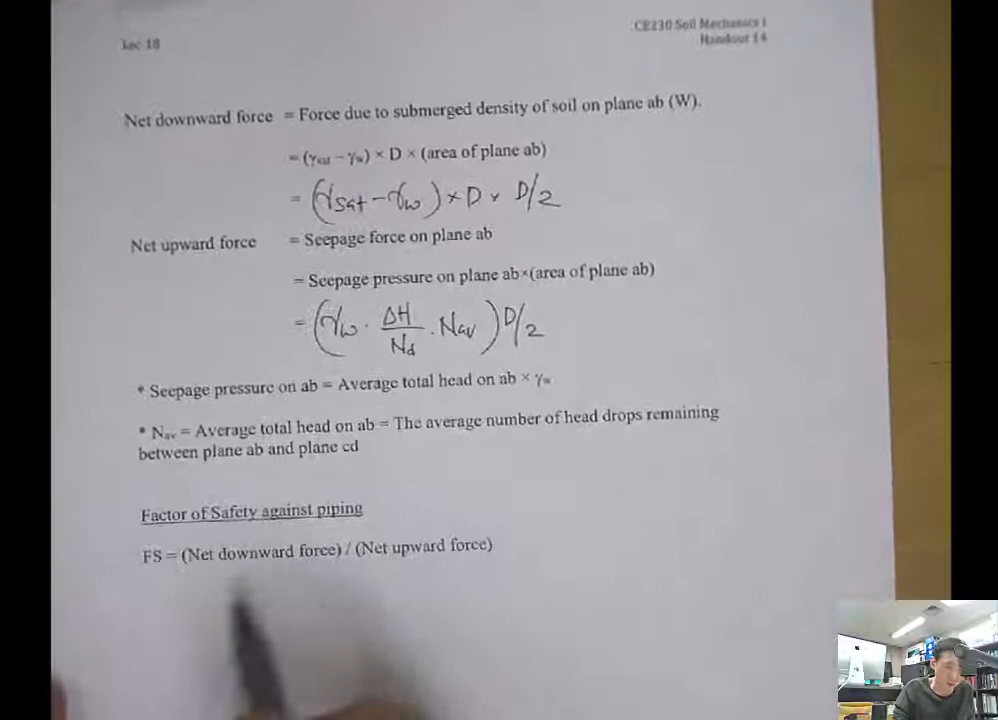 Lec 18
CE230 Soil Mechanics I
Handout 14
Net downward force = Force due to submerged density of soil on plane ab (W).
= (γsat − γw) × D × (area of plane ab)
= (γsat − γw) × D × D/2
Net upward force = Seepage force on plane ab
= Seepage pressure on plane ab×(area of plane ab)
= (γw · ΔH/Nd · Nav) D/2
* Seepage pressure on ab = Average total head on ab × γw
* Nav = Average total head on ab = The average number of head drops remaining
between plane ab and plane cd
Factor of Safety against piping
FS = (Net downward force) / (Net upward force)